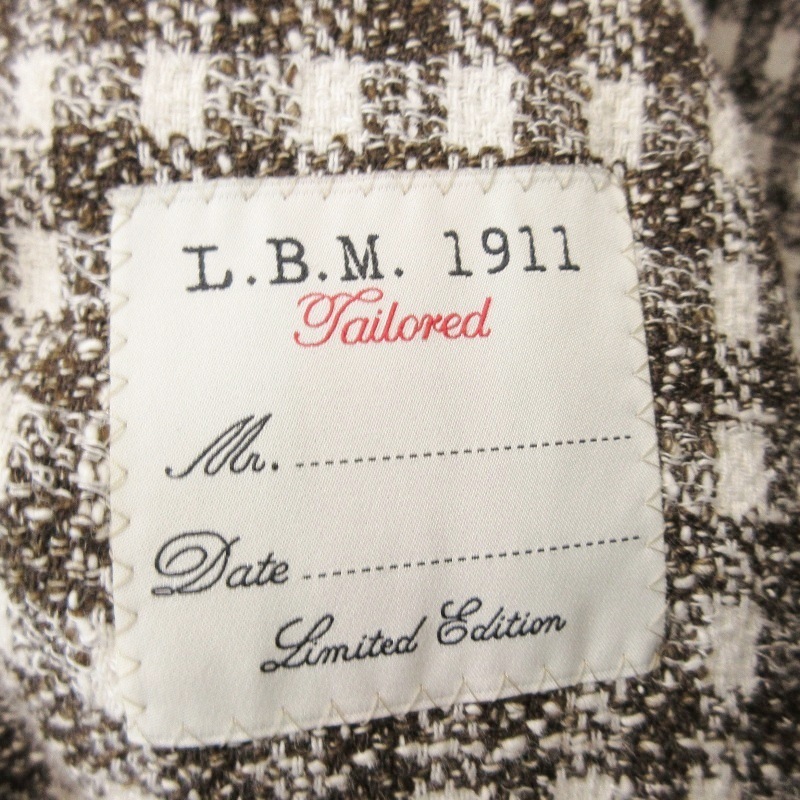 L.B.M. 1911
Tailored
Mr. --------------------
Date --------------------
Limited Edition